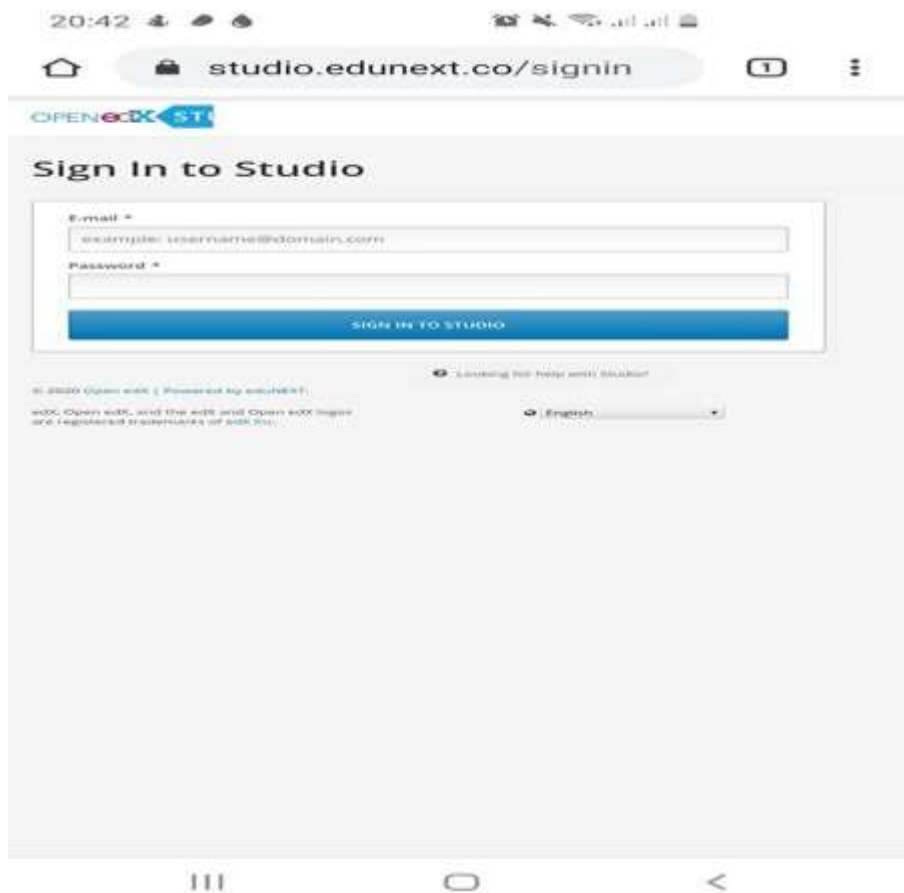 20:42
studio.edunext.co/signin
1
OPEN edX STU
Sign In to Studio
E-mail *
example: username@domain.com
Password *
SIGN IN TO STUDIO
Looking for help with Studio?
© 2020 Open edX | Powered by eduNEXT.
edX, Open edX, and the edX and Open edX logos
are registered trademarks of edX Inc.
English